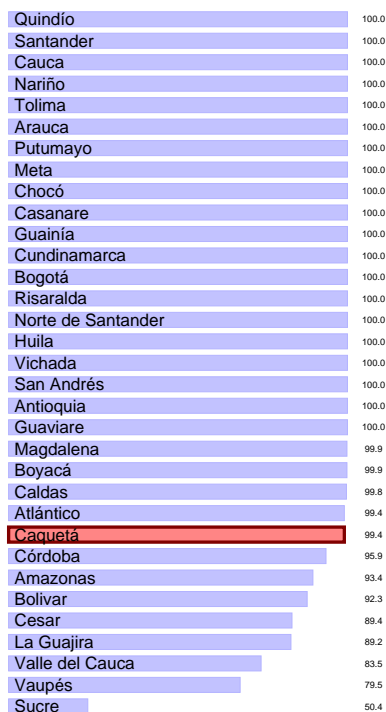 Quindío 100.0
Santander 100.0
Cauca 100.0
Nariño 100.0
Tolima 100.0
Arauca 100.0
Putumayo 100.0
Meta 100.0
Chocó 100.0
Casanare 100.0
Guainía 100.0
Cundinamarca 100.0
Bogotá 100.0
Risaralda 100.0
Norte de Santander 100.0
Huila 100.0
Vichada 100.0
San Andrés 100.0
Antioquia 100.0
Guaviare 100.0
Magdalena 99.9
Boyacá 99.9
Caldas 99.8
Atlántico 99.4
Caquetá 99.4
Córdoba 95.9
Amazonas 93.4
Bolivar 92.3
Cesar 89.4
La Guajira 89.2
Valle del Cauca 83.5
Vaupés 79.5
Sucre 50.4